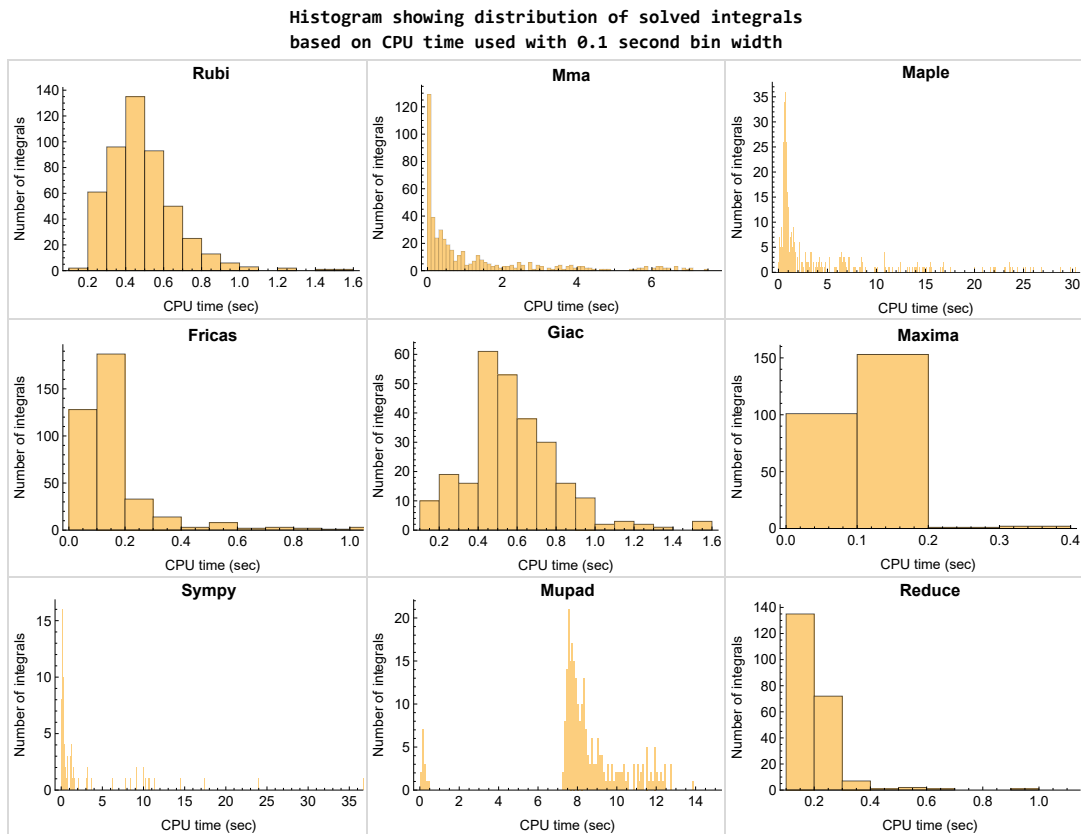 Histogram showing distribution of solved integrals
based on CPU time used with 0.1 second bin width
Rubi
Number of integrals
0 20 40 60 80 100 120 140
0.2 0.4 0.6 0.8 1.0 1.2 1.4 1.6
CPU time (sec)
Mma
Number of integrals
0 20 40 60 80 100 120
0 2 4 6
CPU time (sec)
Maple
Number of integrals
0 5 10 15 20 25 30 35
0 5 10 15 20 25 30
CPU time (sec)
Fricas
Number of integrals
0 50 100 150
0.0 0.2 0.4 0.6 0.8 1.0
CPU time (sec)
Giac
Number of integrals
0 10 20 30 40 50 60
0.2 0.4 0.6 0.8 1.0 1.2 1.4 1.6
CPU time (sec)
Maxima
Number of integrals
0 50 100 150
0.0 0.1 0.2 0.3 0.4
CPU time (sec)
Sympy
Number of integrals
0 5 10 15
0 5 10 15 20 25 30 35
CPU time (sec)
Mupad
Number of integrals
0 5 10 15 20
0 2 4 6 8 10 12 14
CPU time (sec)
Reduce
Number of integrals
0 20 40 60 80 100 120 140
0.2 0.4 0.6 0.8 1.0
CPU time (sec)